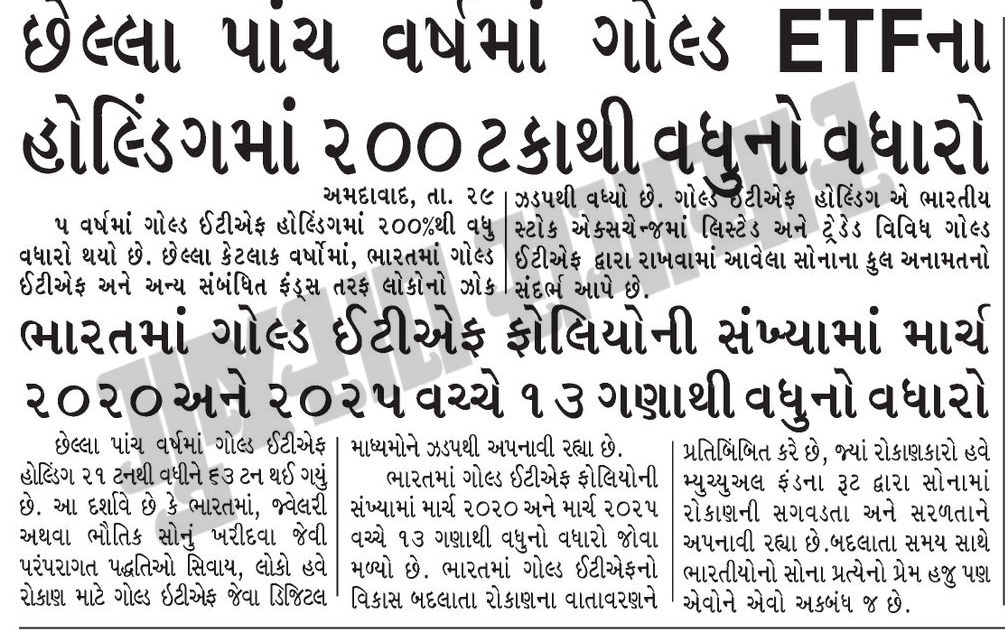 છેલ્લા પાંચ વર્ષમાં ગોલ્ડ ETFના
હોલ્ડિંગમાં ૨૦૦ ટકાથી વધુનો વધારો
અમદાવાદ, તા. ૨૯
૫ વર્ષમાં ગોલ્ડ ઈટીએફ હોલ્ડિંગમાં ૨૦૦%થી વધુ
વધારો થયો છે. છેલ્લા કેટલાક વર્ષોમાં, ભારતમાં ગોલ્ડ
ઈટીએફ અને અન્ય સંબંધિત ફંડ્સ તરફ લોકોનો ઝોક
ઝડપથી વધ્યો છે. ગોલ્ડ ઈટીએફ હોલ્ડિંગ એ ભારતીય
સ્ટોક એક્સચેન્જમાં લિસ્ટેડ અને ટ્રેડેડ વિવિધ ગોલ્ડ
ઈટીએફ દ્વારા રાખવામાં આવેલા સોનાના કુલ અનામતનો
સંદર્ભ આપે છે.
ભારતમાં ગોલ્ડ ઈટીએફ ફોલિયોની સંખ્યામાં માર્ચ
૨૦૨૦ અને ૨૦૨૫ વચ્ચે ૧૩ ગણાથી વધુનો વધારો
છેલ્લા પાંચ વર્ષમાં ગોલ્ડ ઈટીએફ
હોલ્ડિંગ ૨૧ ટનથી વધીને ૬૩ ટન થઈ ગયું
છે. આ દર્શાવે છે કે ભારતમાં, જ્વેલરી
અથવા ભૌતિક સોનું ખરીદવા જેવી
પરંપરાગત પદ્ધતિઓ સિવાય, લોકો હવે
રોકાણ માટે ગોલ્ડ ઈટીએફ જેવા ડિજિટલ
માધ્યમોને ઝડપથી અપનાવી રહ્યા છે.
ભારતમાં ગોલ્ડ ઈટીએફ ફોલિયોની
સંખ્યામાં માર્ચ ૨૦૨૦ અને માર્ચ ૨૦૨૫
વચ્ચે ૧૩ ગણાથી વધુનો વધારો જોવા
મળ્યો છે. ભારતમાં ગોલ્ડ ઈટીએફનો
વિકાસ બદલાતા રોકાણના વાતાવરણને
પ્રતિબિંબિત કરે છે, જ્યાં રોકાણકારો હવે
મ્યુચ્યુઅલ ફંડના રૂટ દ્વારા સોનામાં
રોકાણની સગવડતા અને સરળતાને
અપનાવી રહ્યા છે.બદલાતા સમય સાથે
ભારતીયોનો સોના પ્રત્યેનો પ્રેમ હજુ પણ
એવોને એવો અકબંધ જ છે.
ગુજરાત સમાચાર